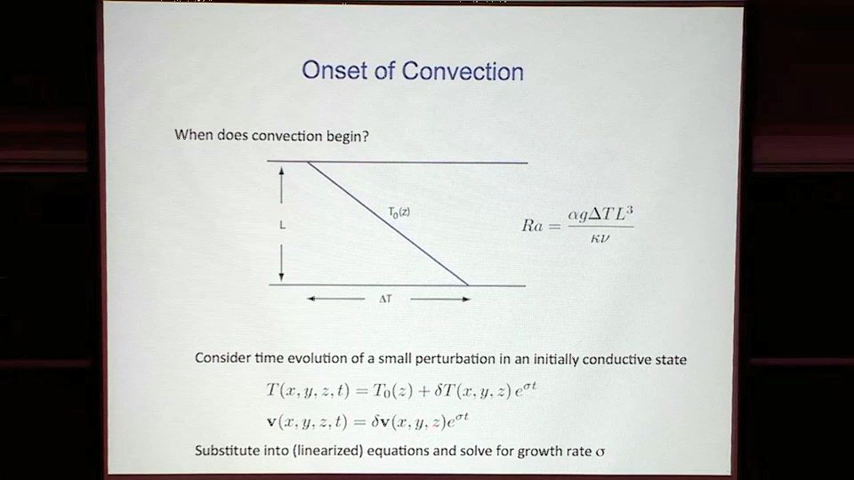 Onset of Convection
When does convection begin?
T₀(z)
L
Ra = αgΔTL³ / κν
ΔT
Consider time evolution of a small perturbation in an initially conductive state
T(x, y, z, t) = T₀(z) + δT(x, y, z) e^σt
v(x, y, z, t) = δv(x, y, z)e^σt
Substitute into (linearized) equations and solve for growth rate σ